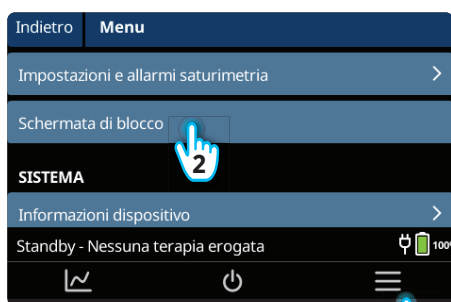 Indietro Menu
Impostazioni e allarmi saturimetria
Schermata di blocco
2
SISTEMA
Informazioni dispositivo
Standby - Nessuna terapia erogata 100%